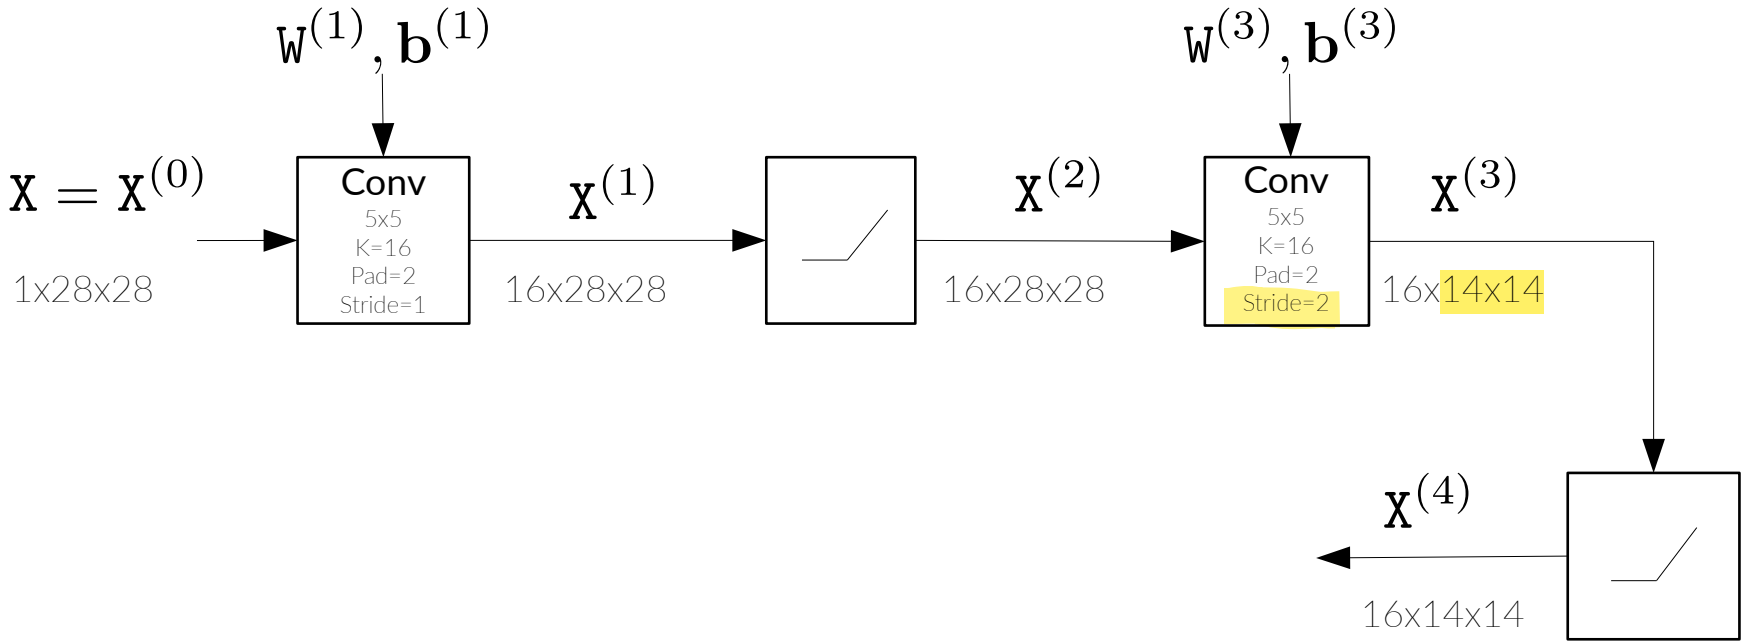 W^(1), b^(1)
W^(3), b^(3)
X = X^(0)
1x28x28
Conv
5x5
K=16
Pad=2
Stride=1
X^(1)
16x28x28
X^(2)
16x28x28
Conv
5x5
K=16
Pad=2
Stride=2
X^(3)
16x14x14
X^(4)
16x14x14